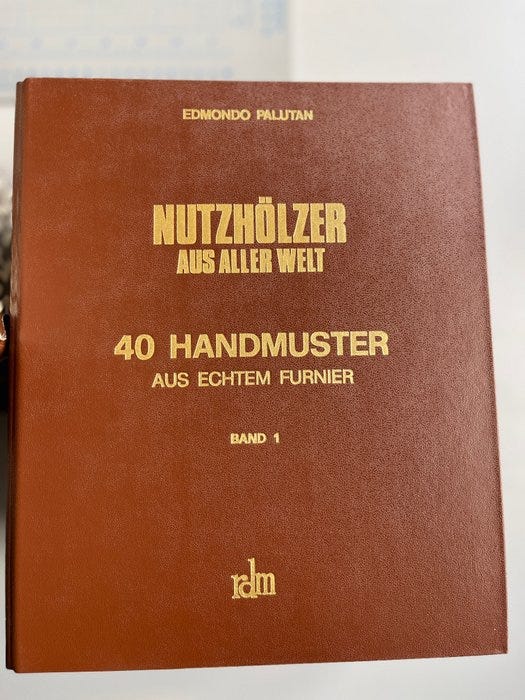 EDMONDO PALUTAN
NUTZHÖLZER
AUS ALLER WELT
40 HANDMUSTER
AUS ECHTEM FURNIER
BAND 1
rdm